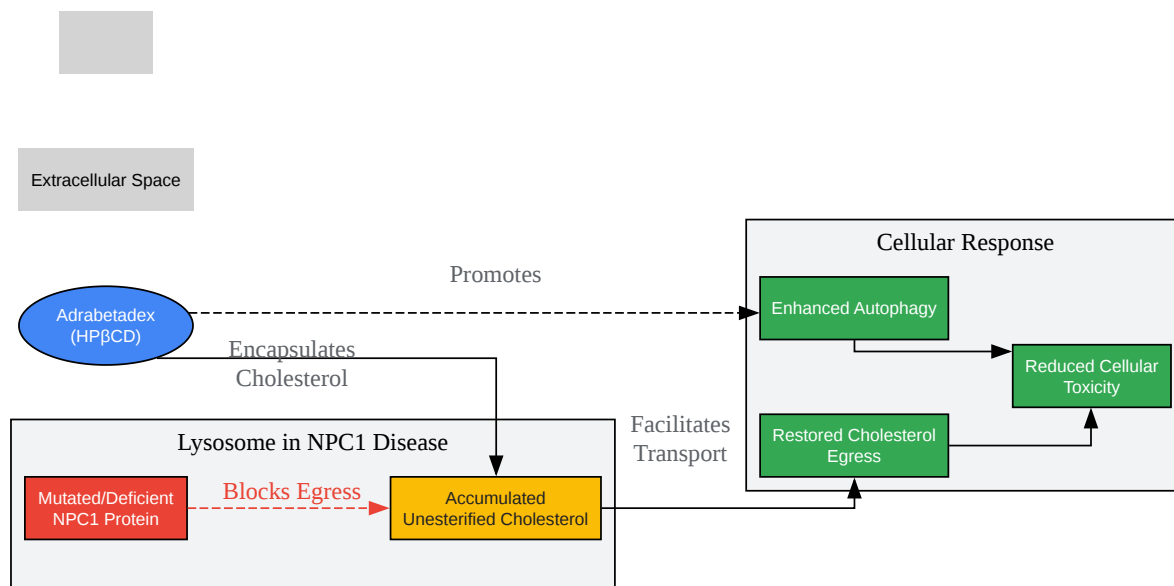 Extracellular Space
Cellular Response
Promotes
Enhanced Autophagy
Adrabetadex
(HPβCD)
Encapsulates
Cholesterol
Reduced Cellular
Toxicity
Facilitates
Transport
Restored Cholesterol
Egress
Lysosome in NPC1 Disease
Mutated/Deficient
NPC1 Protein
Blocks Egress
Accumulated
Unesterified Cholesterol